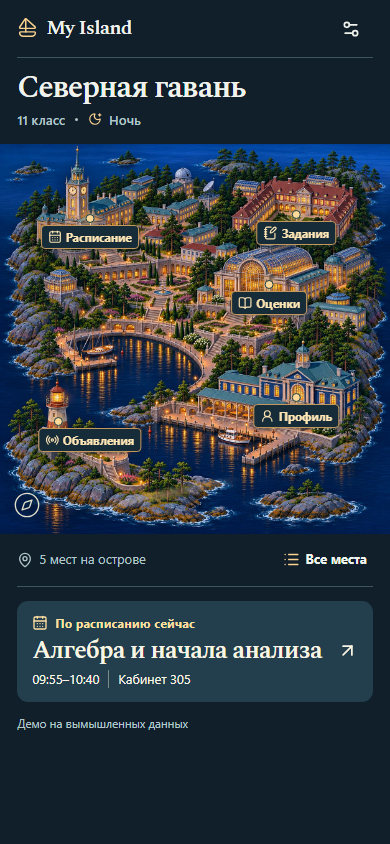 My Island
Северная гавань
11 класс • Ночь
Расписание
Задания
Оценки
Профиль
Объявления
5 мест на острове
Все места
По расписанию сейчас
Алгебра и начала анализа
09:55–10:40 | Кабинет 305
Демо на вымышленных данных